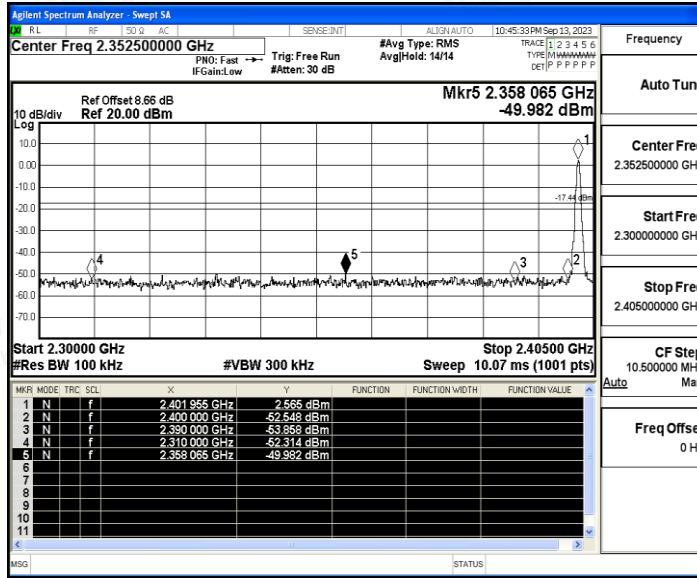 Agilent Spectrum Analyzer - Swept SA
RL RF 50 Ω AC SENSE:INT ALIGN AUTO 10:45:33 PM Sep 13, 2023
Center Freq 2.352500000 GHz #Avg Type: RMS TRACE 1 2 3 4 5 6
PNO: Fast Trig: Free Run Avg|Hold: 14/14 TYPE M
IFGain:Low #Atten: 30 dB DET P P P P P P
Ref Offset 8.66 dB Mkr5 2.358 065 GHz
10 dB/div Ref 20.00 dBm -49.982 dBm
Log
10.0
0.00
-10.0
-20.0
-30.0
-40.0
-50.0
-60.0
-70.0
1
-17.44 dBm
4
5
3
2
Start 2.30000 GHz Stop 2.40500 GHz
#Res BW 100 kHz #VBW 300 kHz Sweep 10.07 ms (1001 pts)
MKR MODE TRC SCL X Y FUNCTION FUNCTION WIDTH FUNCTION VALUE
1 N f 2.401 955 GHz 2.565 dBm
2 N f 2.400 000 GHz -52.548 dBm
3 N f 2.390 000 GHz -53.858 dBm
4 N f 2.310 000 GHz -52.314 dBm
5 N f 2.358 065 GHz -49.982 dBm
6
7
8
9
10
11
MSG STATUS
Frequency
Auto Tun
Center Fre
2.352500000 GH
Start Fre
2.300000000 GH
Stop Fre
2.405000000 GH
CF Ste
10.500000 MH
Auto Ma
Freq Offse
0 H